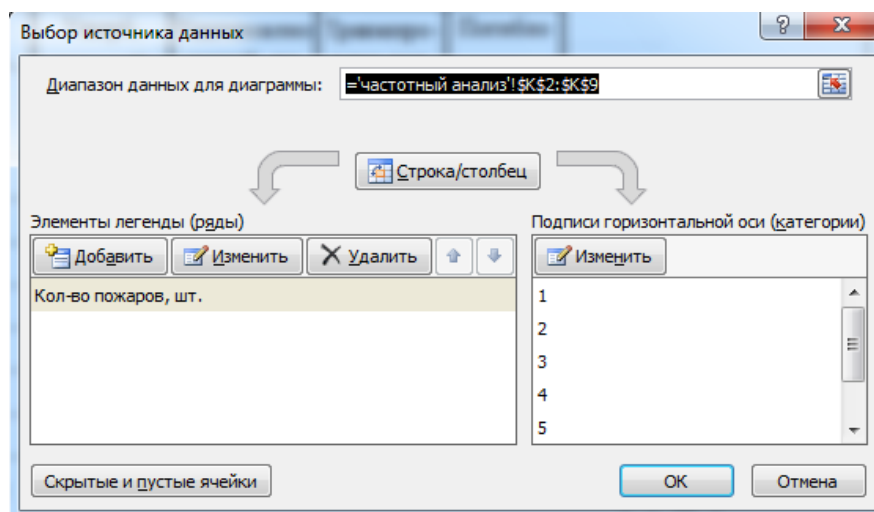 Выбор источника данных
Диапазон данных для диаграммы: ='частотный анализ'!$K$2:$K$9
Строка/столбец
Элементы легенды (ряды)
Добавить Изменить Удалить
Кол-во пожаров, шт.
Подписи горизонтальной оси (категории)
Изменить
1
2
3
4
5
Скрытые и пустые ячейки
ОК Отмена